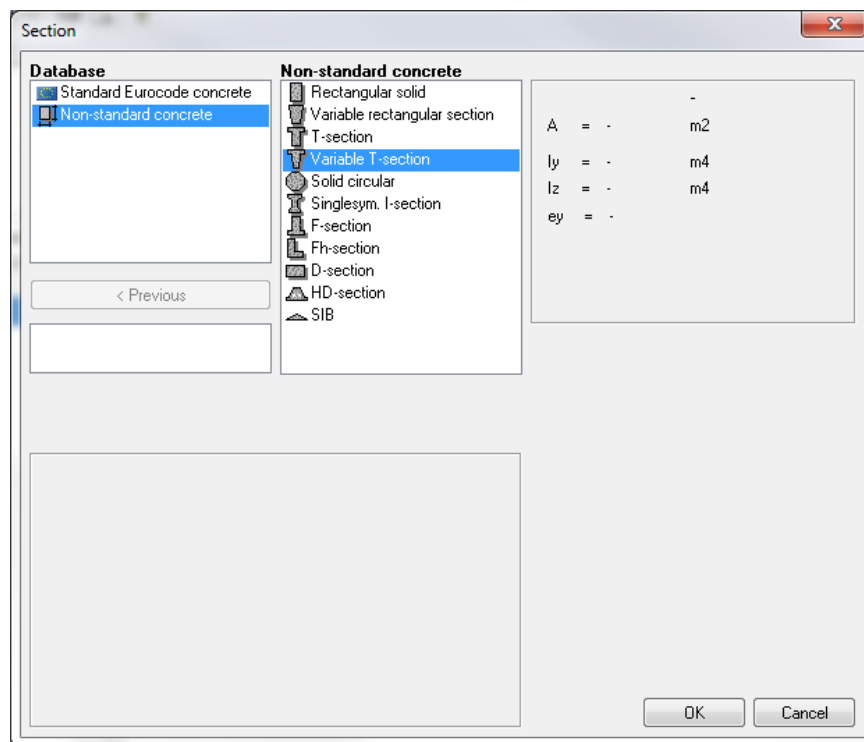 Section
Database
Standard Eurocode concrete
Non-standard concrete
< Previous
Non-standard concrete
Rectangular solid
Variable rectangular section
T-section
Variable T-section
Solid circular
Singlesym. I-section
F-section
Fh-section
D-section
HD-section
SIB
-
A = - m2
Iy = - m4
Iz = - m4
ey = -
OK Cancel